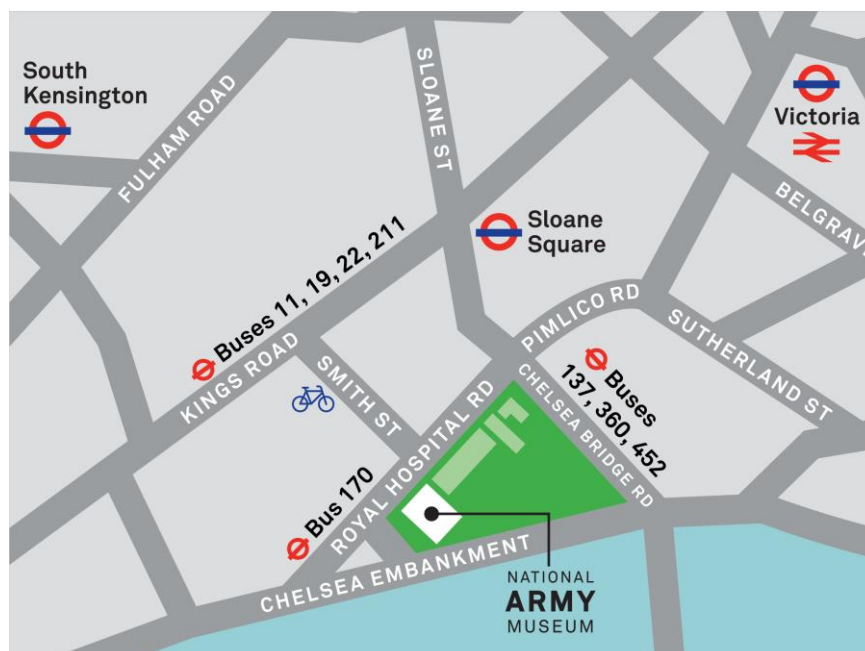 South
Kensington
FULHAM ROAD
SLOANE ST
Victoria
BELGRAV
Sloane
Square
Buses 11, 19, 22, 211
KINGS ROAD
SMITH ST
PIMLICO RD
SUTHERLAND ST
Buses
137, 360, 452
CHELSEA BRIDGE RD
ROYAL HOSPITAL RD
Bus 170
CHELSEA EMBANKMENT
NATIONAL
ARMY
MUSEUM